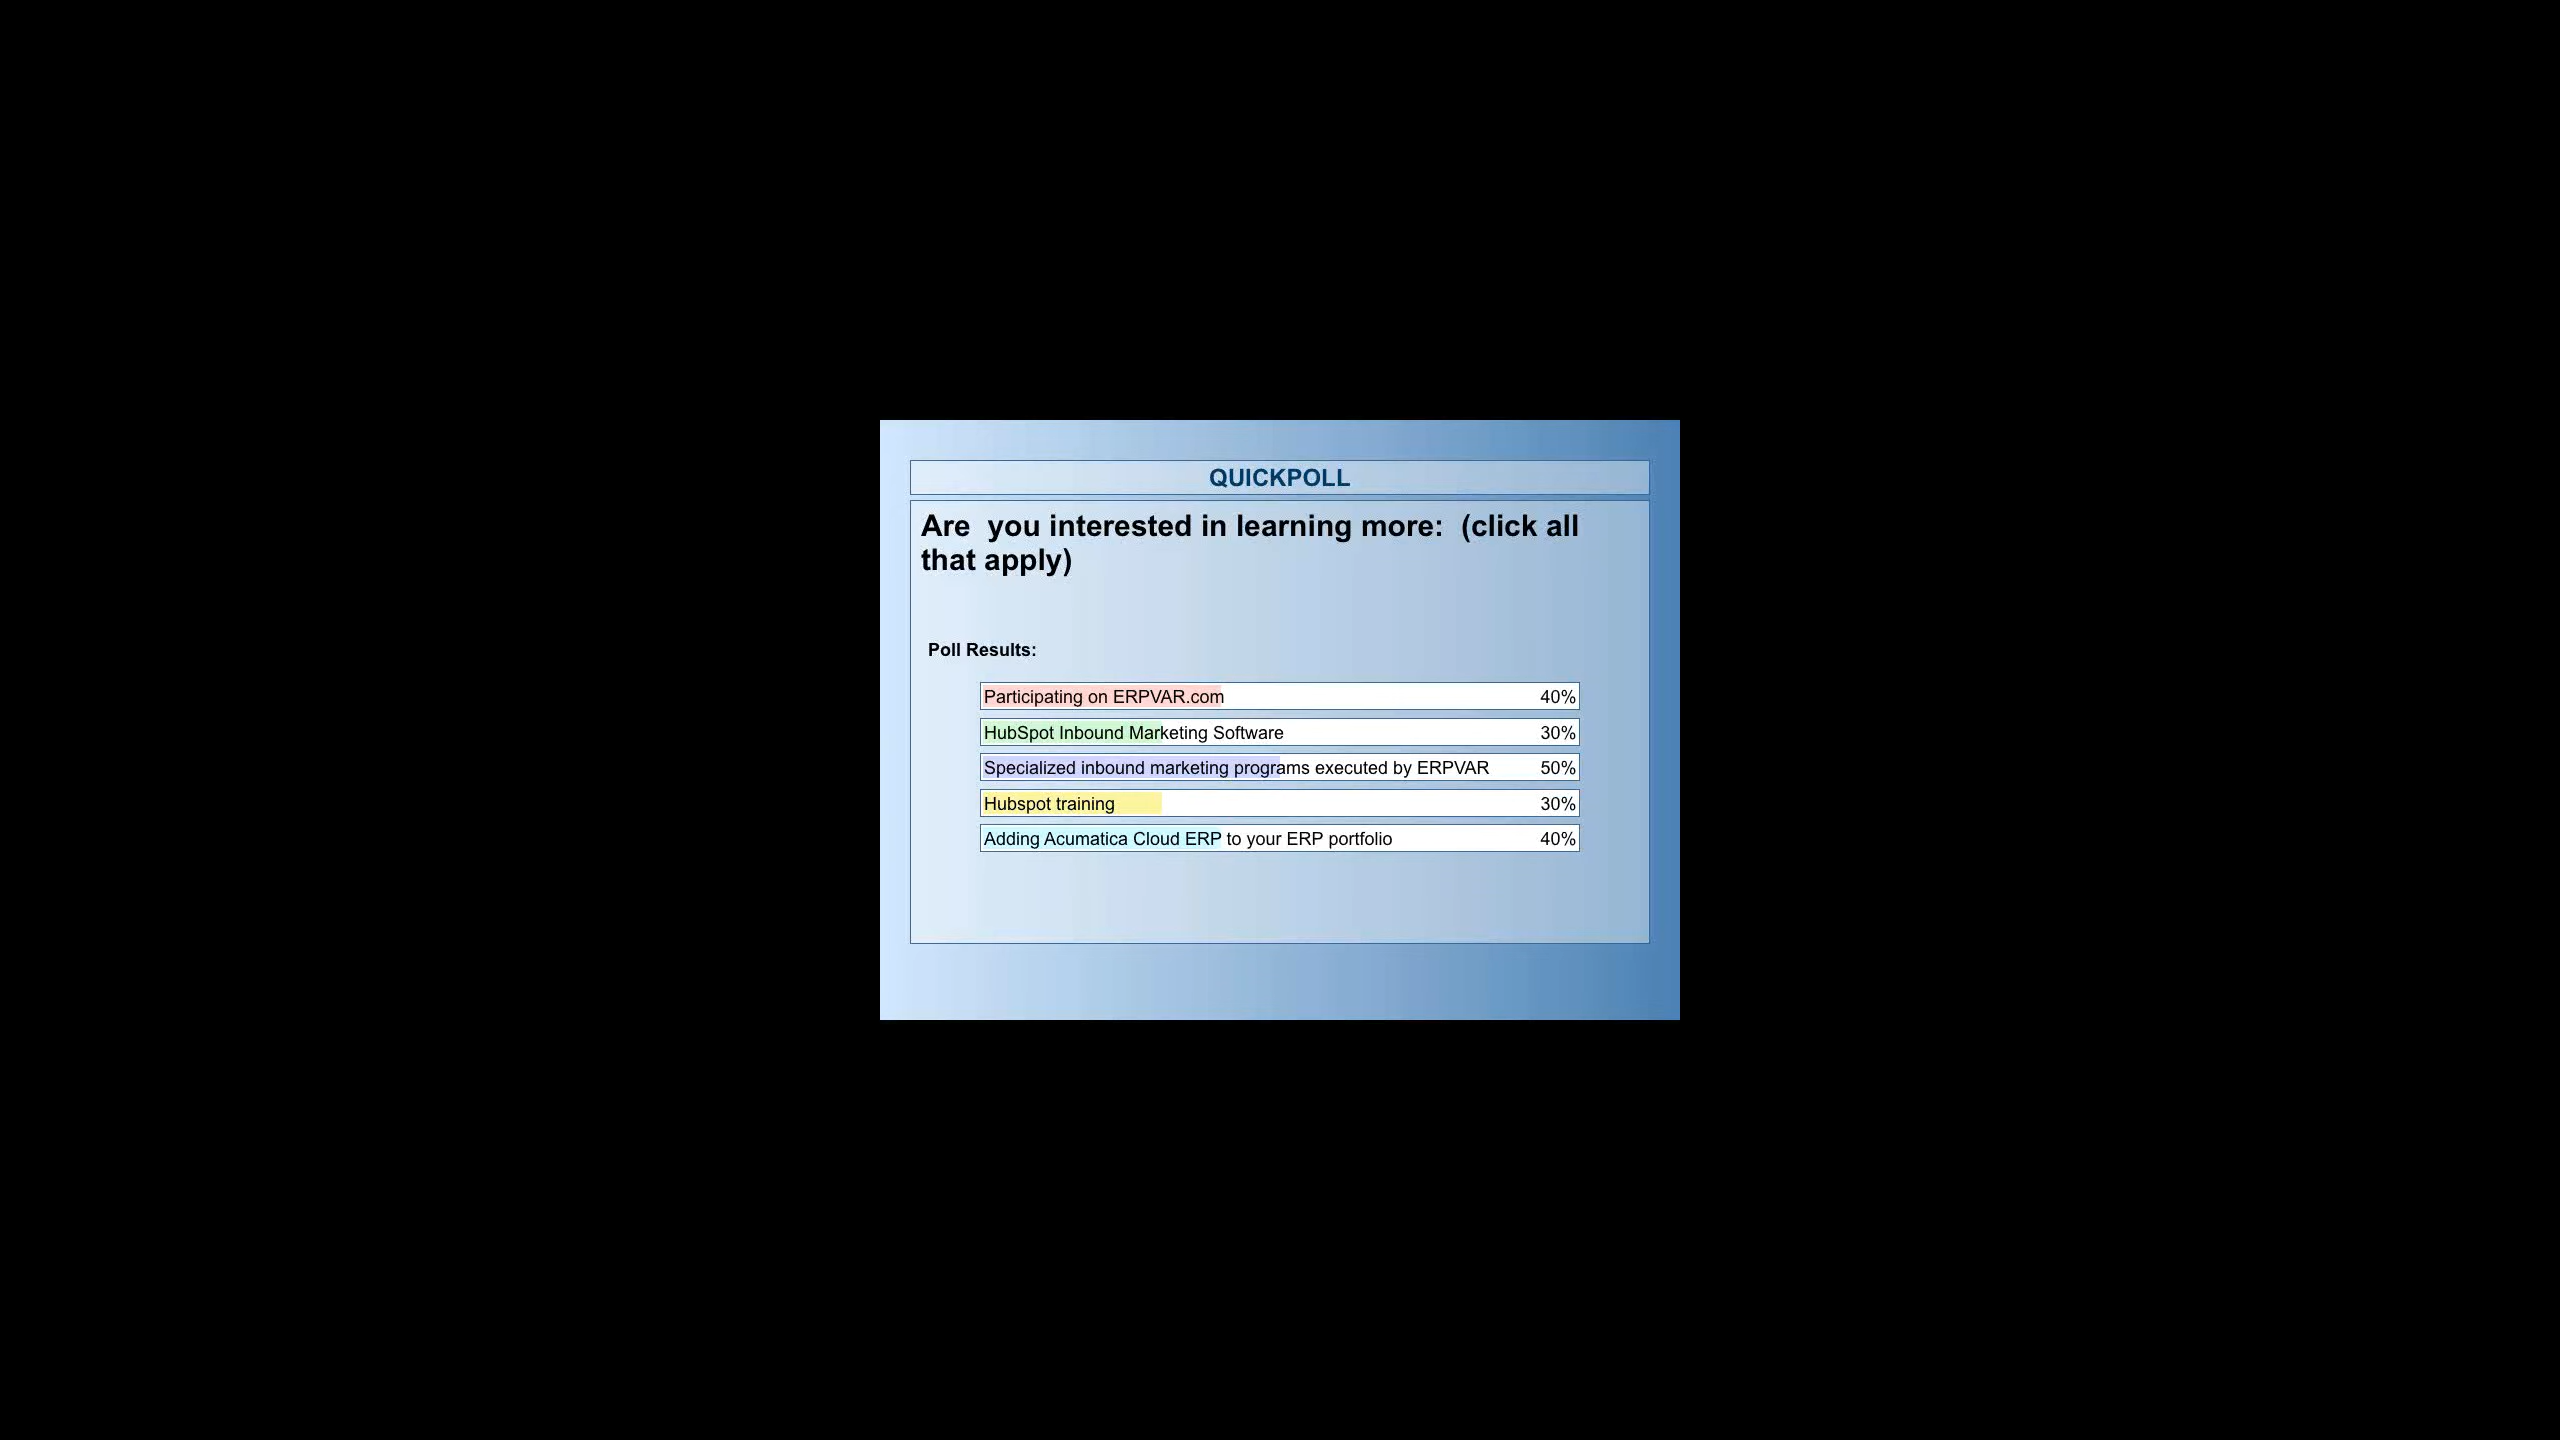 QUICKPOLL
Are  you interested in learning more:  (click all
that apply)
Poll Results:
Participating on ERPVAR.com 40%
HubSpot Inbound Marketing Software 30%
Specialized inbound marketing programs executed by ERPVAR 50%
Hubspot training 30%
Adding Acumatica Cloud ERP to your ERP portfolio 40%